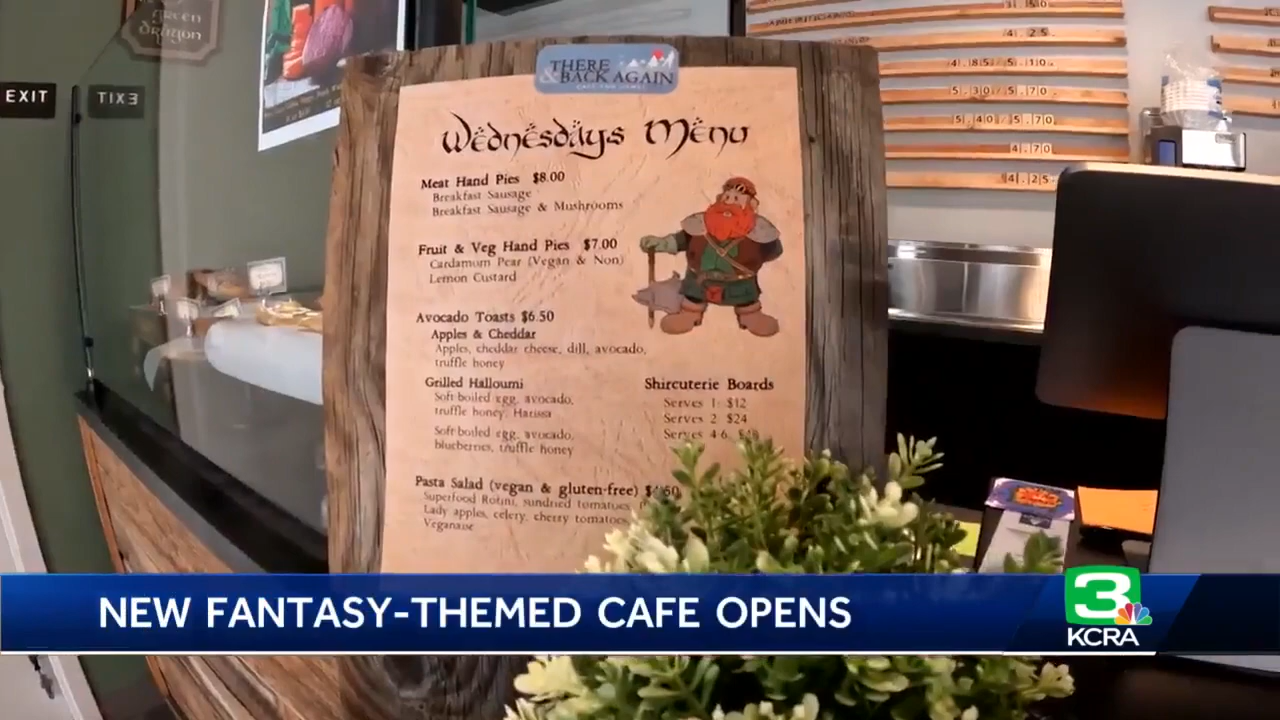 green
dragon
EXIT
EXIT
THERE
& BACK AGAIN
Wednesdays Menu
Meat Hand Pies $8.00
Breakfast Sausage
Breakfast Sausage & Mushrooms
Fruit & Veg Hand Pies $7.00
Cardamom Pear (Vegan & Non)
Lemon Custard
Avocado Toasts $6.50
Apples & Cheddar
Apples, cheddar cheese, dill, avocado,
truffle honey
Grilled Halloumi
Soft boiled egg, avocado,
truffle honey, Harissa
Soft boiled egg, avocado,
blueberries, truffle honey
Shircuterie Boards
Serves 1: $12
Serves 2: $24
Serves 4-6
Pasta Salad (vegan & gluten-free)
Superfood Rotini, sundried tomatoes,
Lady apples, celery, cherry tomatoes,
Veganaise
4.25
4.85/5.10
5.30/5.70
5.40/5.70
4.70
4.25
NEW FANTASY-THEMED CAFE OPENS
3
KCRA